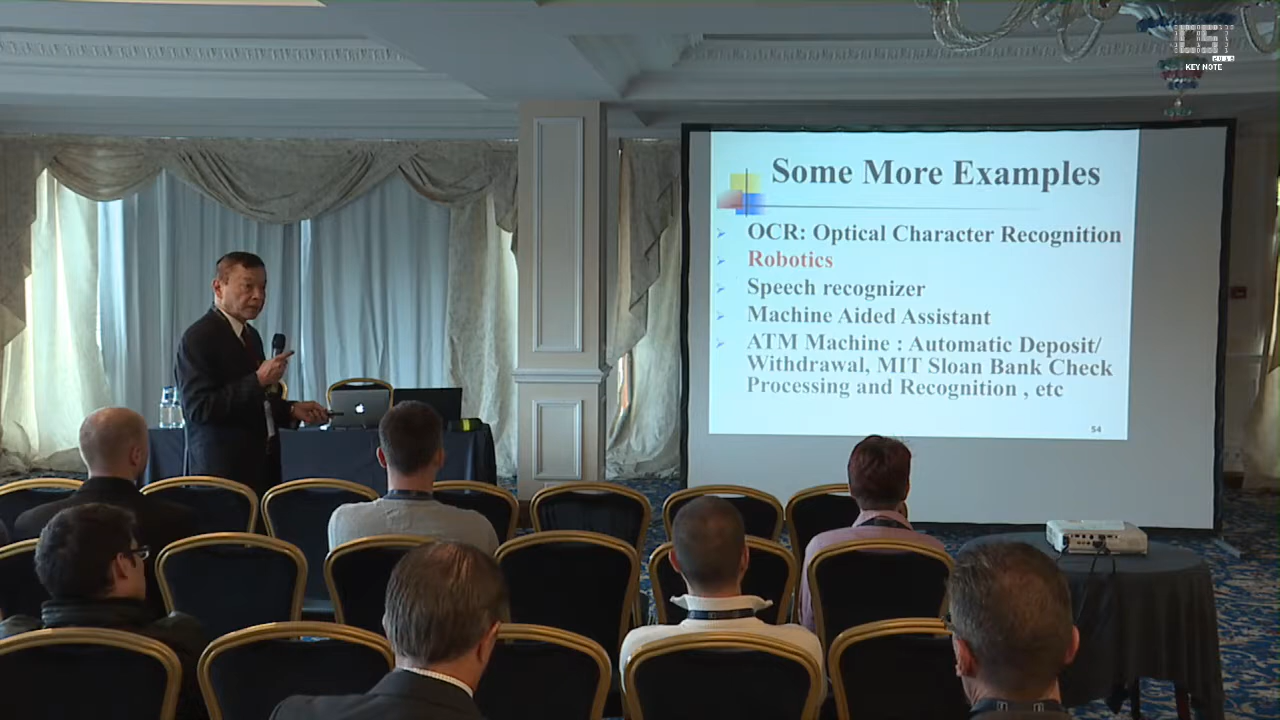 KEY NOTE
Some More Examples
OCR: Optical Character Recognition
Robotics
Speech recognizer
Machine Aided Assistant
ATM Machine : Automatic Deposit/
Withdrawal, MIT Sloan Bank Check
Processing and Recognition , etc
54